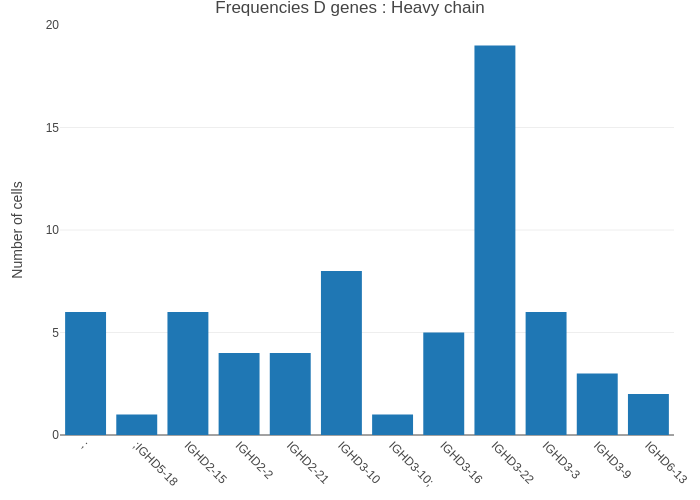 Frequencies D genes : Heavy chain
Number of cells
20
15
10
5
0
;
;IGHD5-18
IGHD2-15
IGHD2-2
IGHD2-21
IGHD3-10
IGHD3-10;
IGHD3-16
IGHD3-22
IGHD3-3
IGHD3-9
IGHD6-13